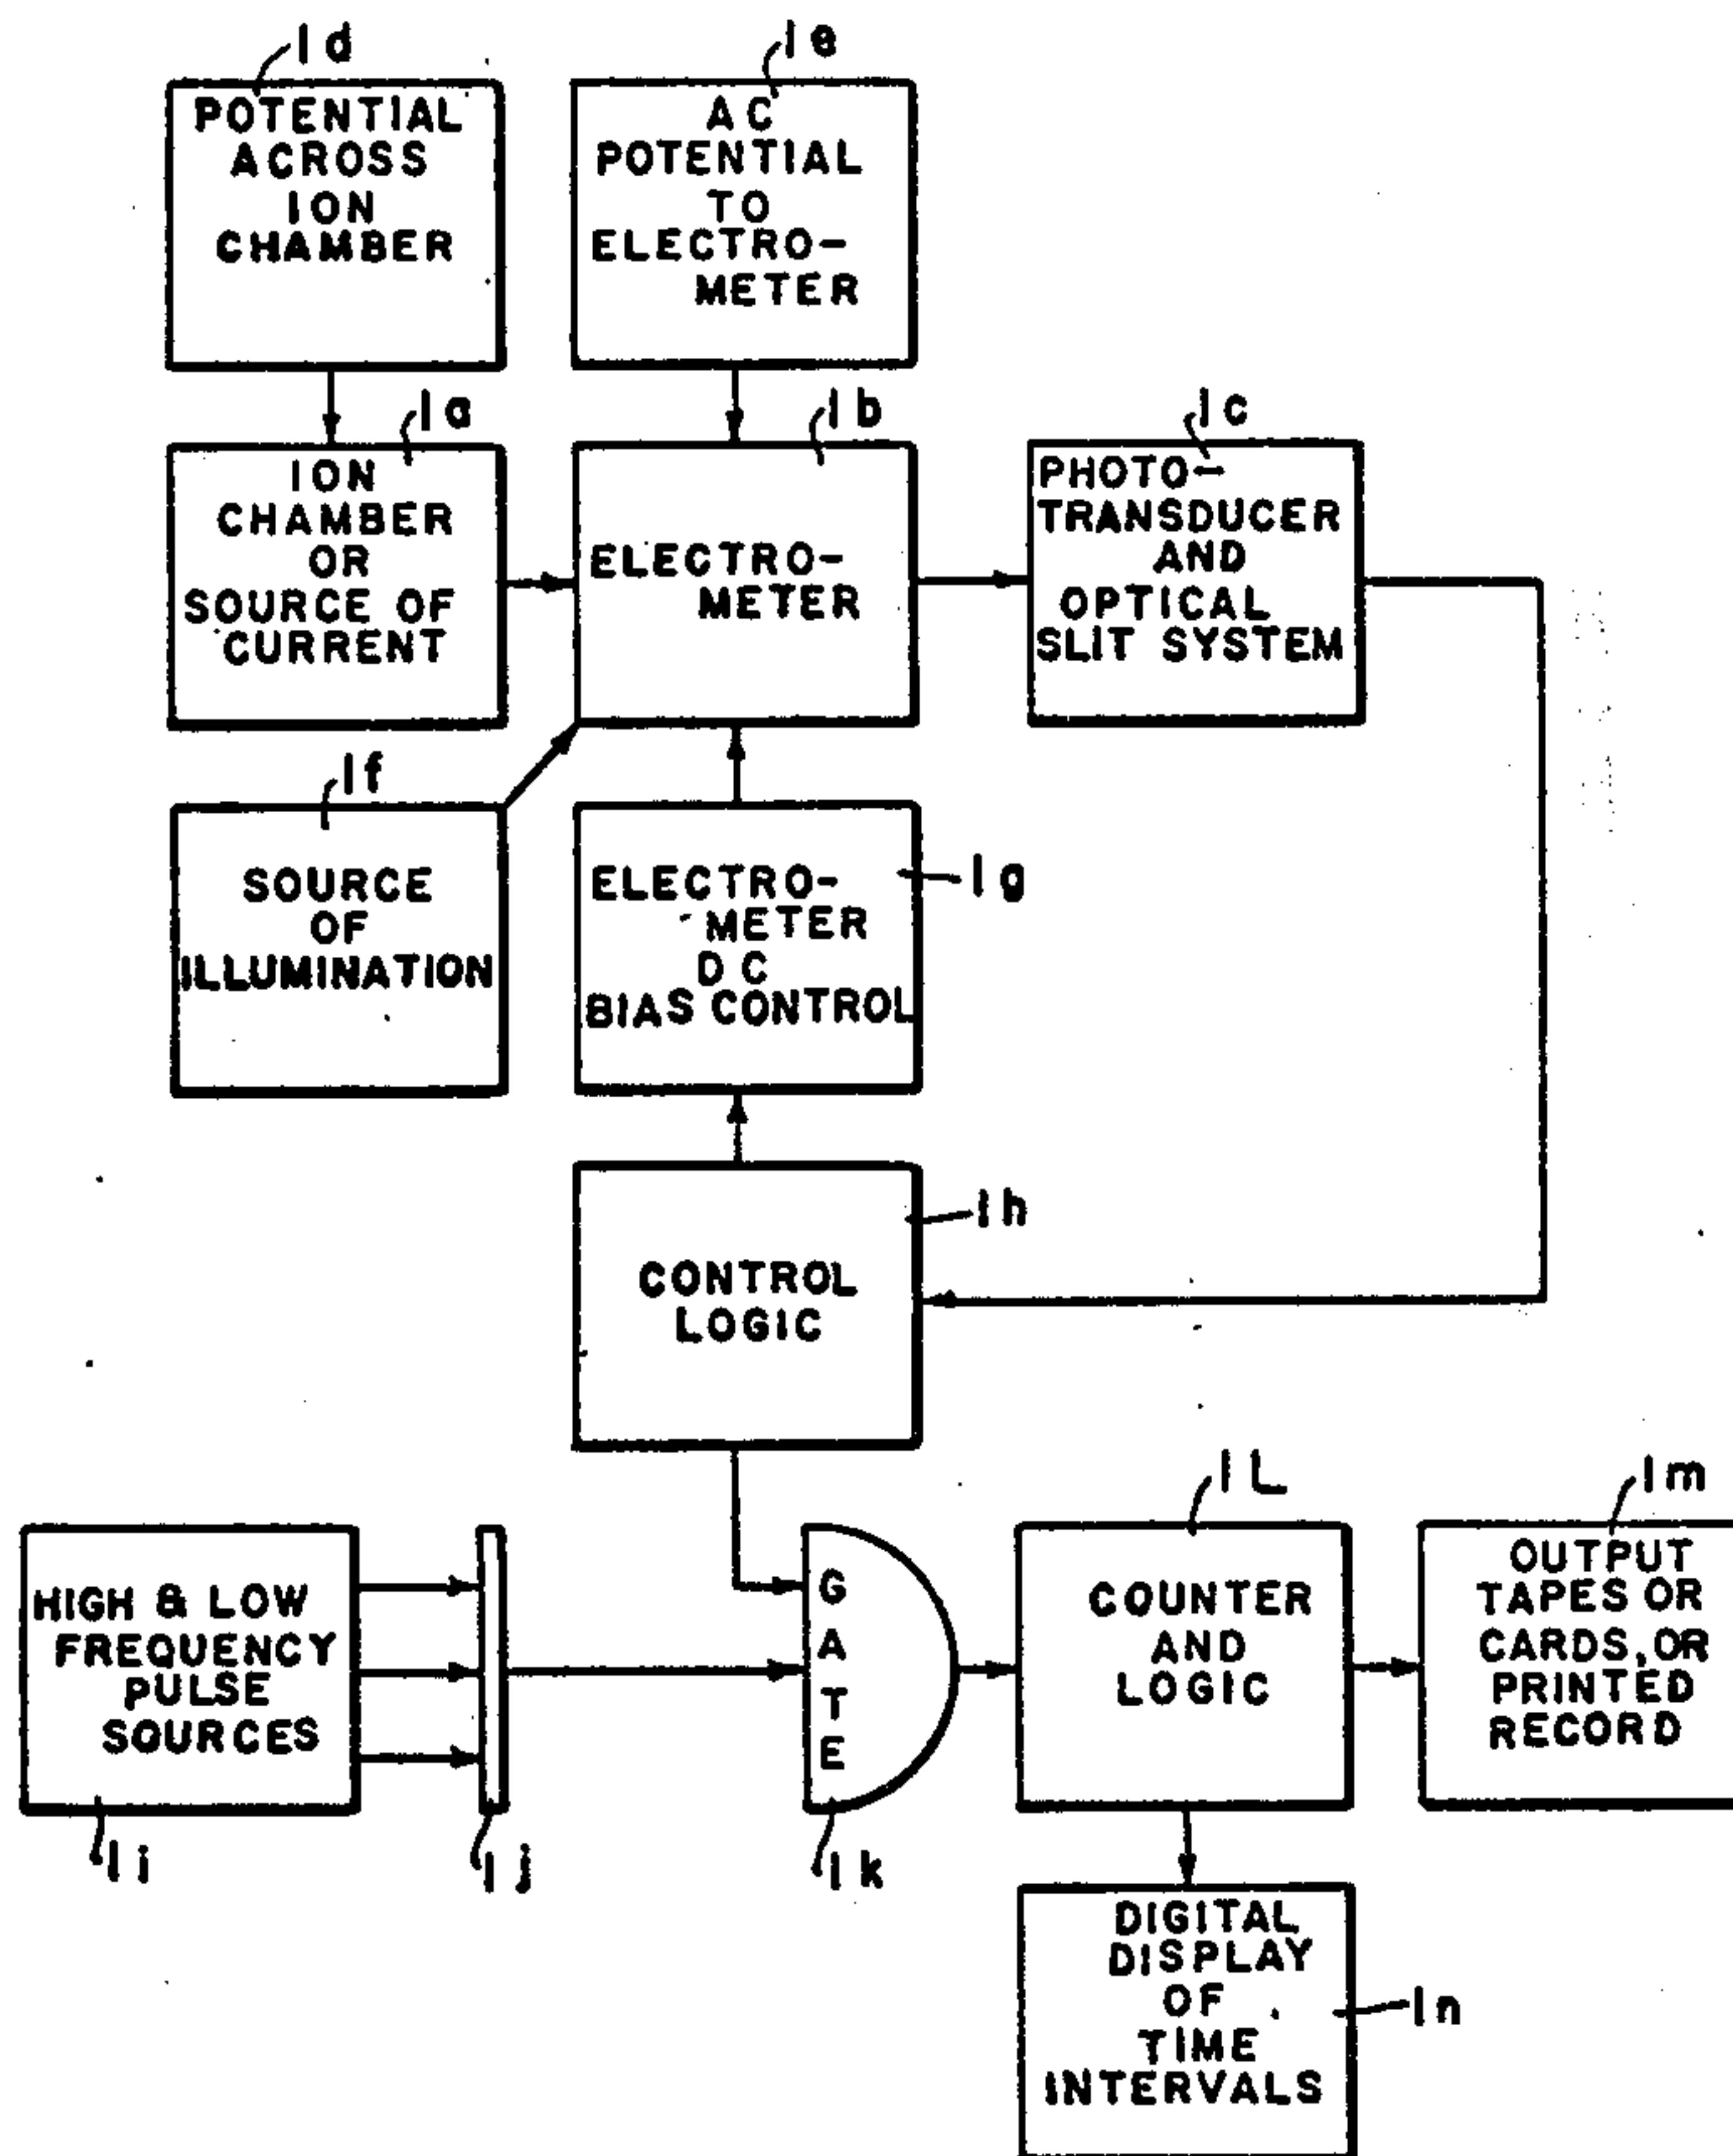 1d
POTENTIAL
ACROSS
ION
CHAMBER
1e
AC
POTENTIAL
TO
ELECTRO-
METER
1a
ION
CHAMBER
OR
SOURCE OF
CURRENT
1b
ELECTRO-
METER
1c
PHOTO-
TRANSDUCER
AND
OPTICAL
SLIT SYSTEM
1f
SOURCE
OF
ILLUMINATION
1g
ELECTRO-
METER
DC
BIAS CONTROL
1h
CONTROL
LOGIC
HIGH & LOW
FREQUENCY
PULSE
SOURCES
1i
1j
GATE
1k
1L
COUNTER
AND
LOGIC
1m
OUTPUT
TAPES OR
CARDS, OR
PRINTED
RECORD
DIGITAL
DISPLAY
OF
TIME
INTERVALS
1n